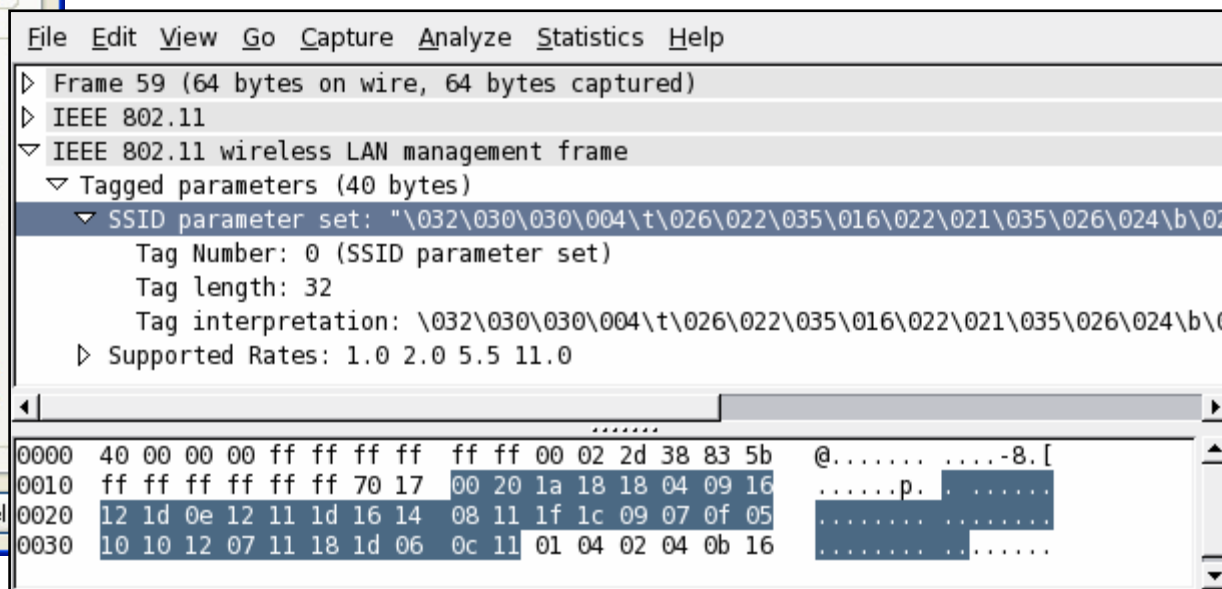 File Edit View Go Capture Analyze Statistics Help
Frame 59 (64 bytes on wire, 64 bytes captured)
IEEE 802.11
IEEE 802.11 wireless LAN management frame
Tagged parameters (40 bytes)
SSID parameter set: "\032\030\030\004\t\026\022\035\016\022\021\035\026\024\b\02
Tag Number: 0 (SSID parameter set)
Tag length: 32
Tag interpretation: \032\030\030\004\t\026\022\035\016\022\021\035\026\024\b\0
Supported Rates: 1.0 2.0 5.5 11.0
0000 40 00 00 00 ff ff ff ff ff ff 00 02 2d 38 83 5b @....... ....-8.[
0010 ff ff ff ff ff ff 70 17 00 20 1a 18 18 04 09 16 ......p. . ......
0020 12 1d 0e 12 11 1d 16 14 08 11 1f 1c 09 07 0f 05 ........ ........
0030 10 10 12 07 11 18 1d 06 0c 11 01 04 02 04 0b 16 ........ ........